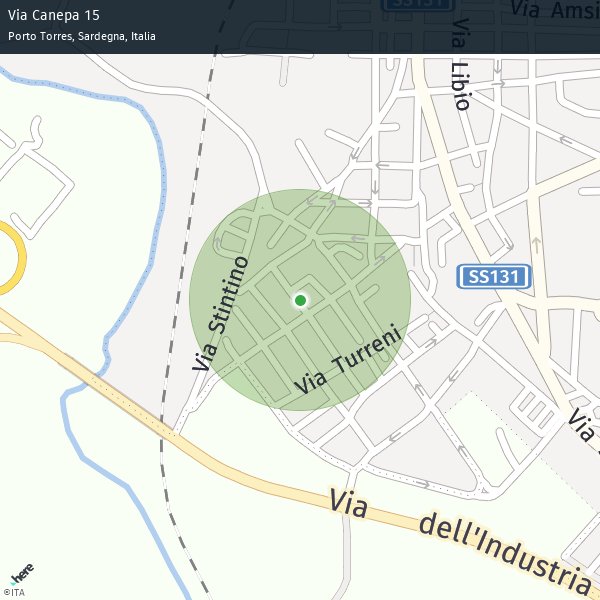 Via Canepa 15
Porto Torres, Sardegna, Italia
SS131
Via Amsi
Via Libio
SS131
Via Stintino
Via Turreni
Via
Via dell'Industria
here
©ITA